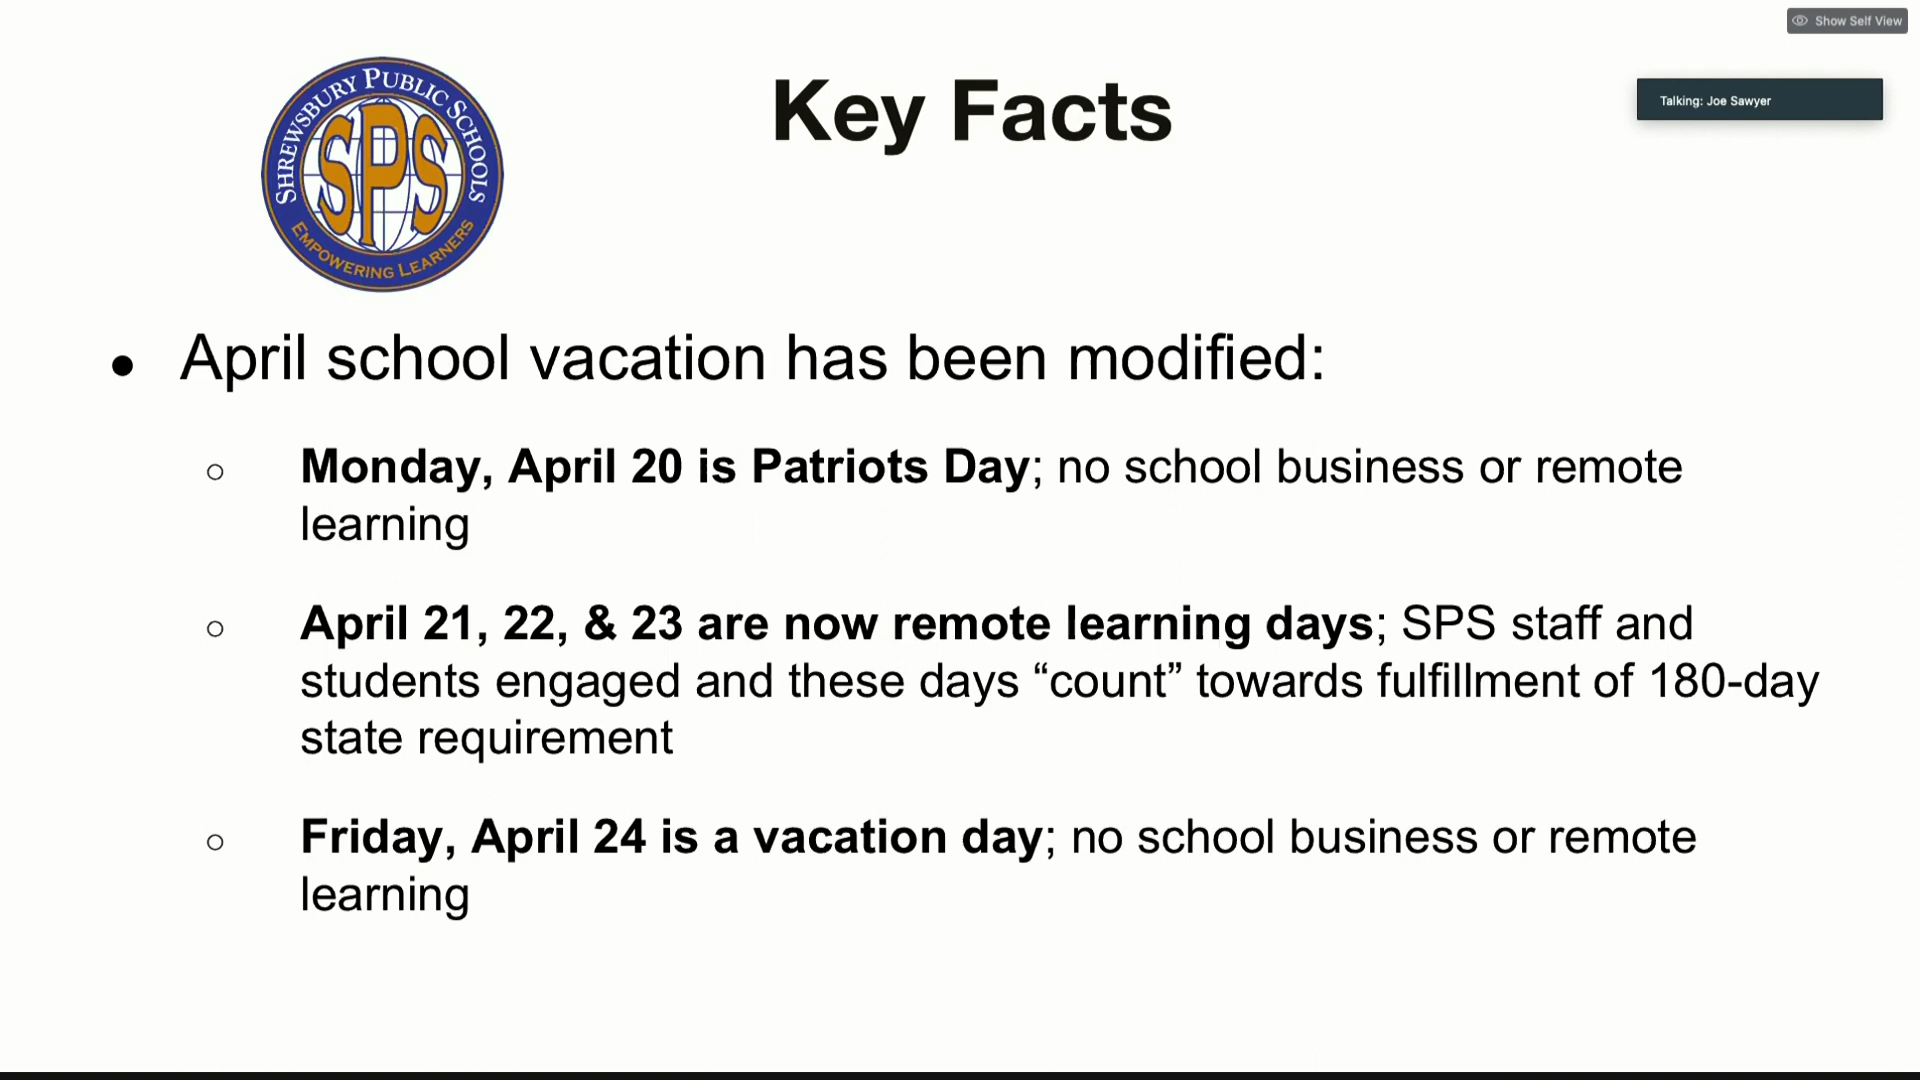 Show Self View
Key Facts
Talking: Joe Sawyer
SHREWSBURY PUBLIC SCHOOLS
SPS
EMPOWERING LEARNERS
● April school vacation has been modified:
○ Monday, April 20 is Patriots Day; no school business or remote
learning
○ April 21, 22, & 23 are now remote learning days; SPS staff and
students engaged and these days “count” towards fulfillment of 180-day
state requirement
○ Friday, April 24 is a vacation day; no school business or remote
learning